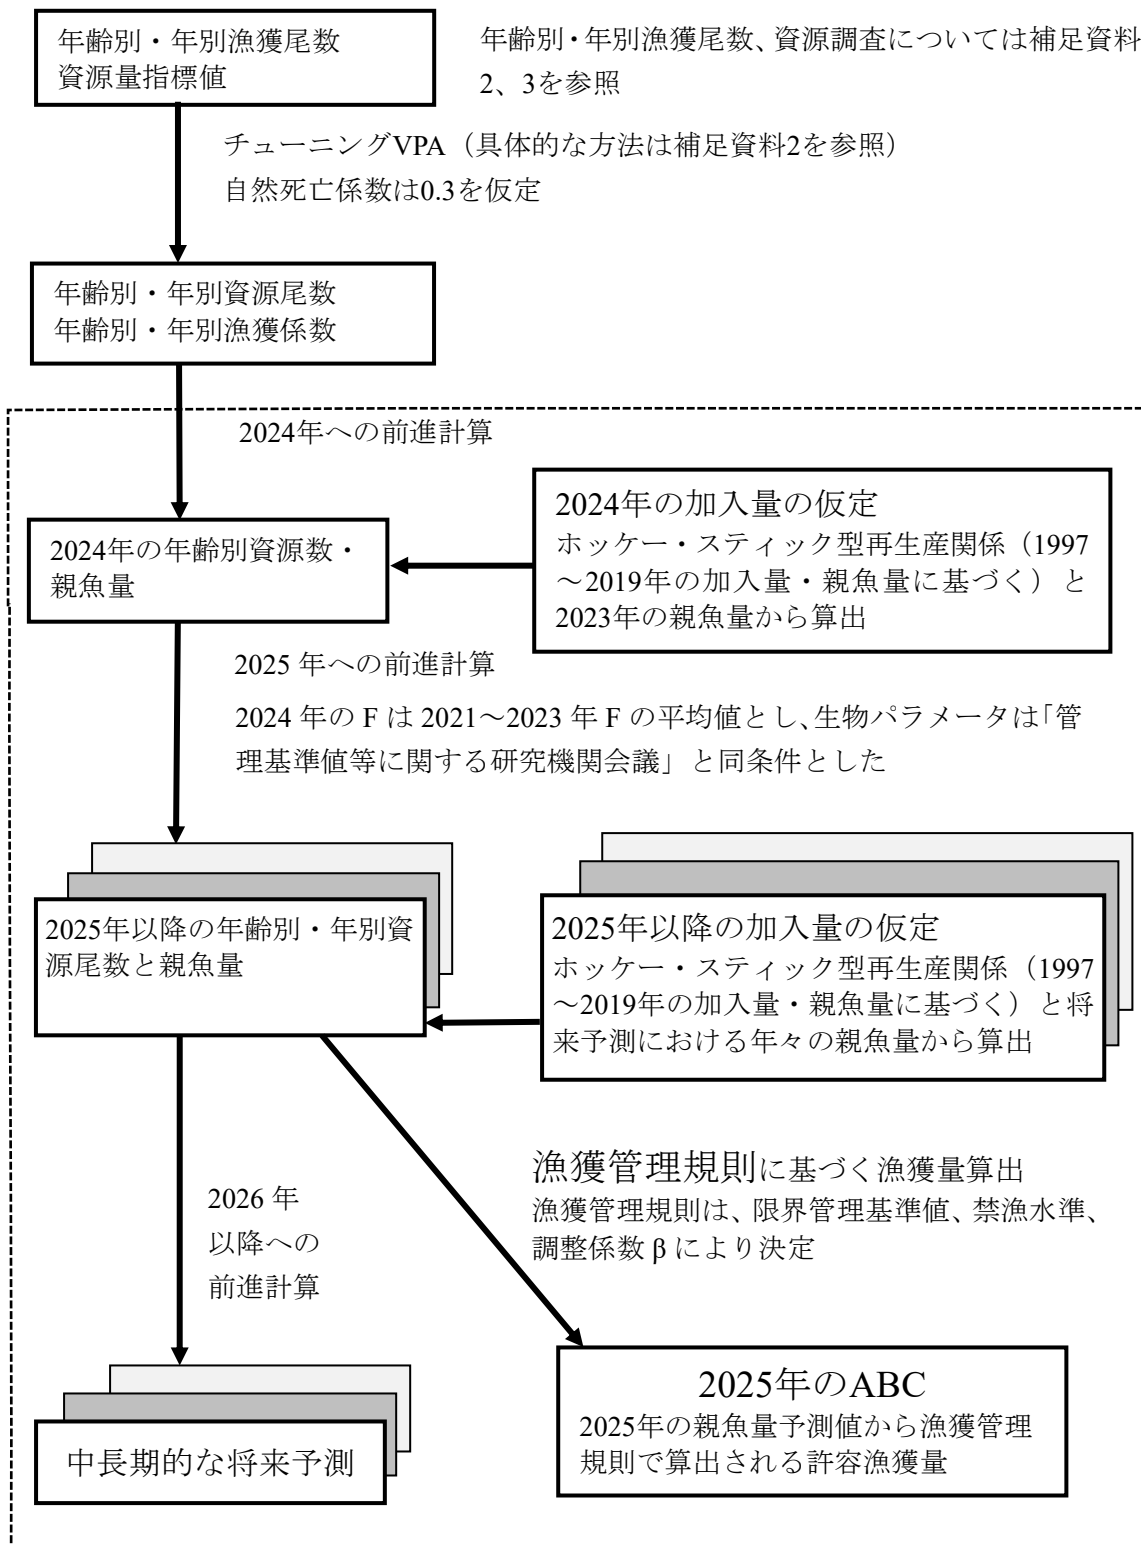 年齢別・年別漁獲尾数
資源量指標値
年齢別・年別漁獲尾数、資源調査については補足資料
2、3を参照
チューニングVPA（具体的な方法は補足資料2を参照）
自然死亡係数は0.3を仮定
年齢別・年別資源尾数
年齢別・年別漁獲係数
2024年への前進計算
2024年の加入量の仮定
ホッケー・スティック型再生産関係（1997
～2019年の加入量・親魚量に基づく）と
2023年の親魚量から算出
2024年の年齢別資源数・
親魚量
2025 年への前進計算
2024 年の F は 2021～2023 年 F の平均値とし、生物パラメータは「管
理基準値等に関する研究機関会議」と同条件とした
2025年以降の年齢別・年別資
源尾数と親魚量
2025年以降の加入量の仮定
ホッケー・スティック型再生産関係（1997
～2019年の加入量・親魚量に基づく）と将
来予測における年々の親魚量から算出
漁獲管理規則に基づく漁獲量算出
漁獲管理規則は、限界管理基準値、禁漁水準、
調整係数 β により決定
2026 年
以降への
前進計算
中長期的な将来予測
2025年のABC
2025年の親魚量予測値から漁獲管理
規則で算出される許容漁獲量